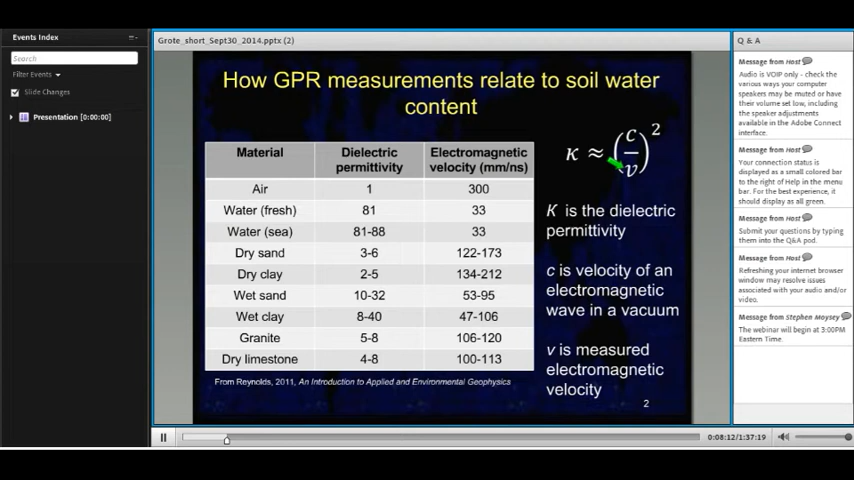 Events Index
Search
Filter Events
Slide Changes
Presentation [0:00:00]
Grote_short_Sept30_2014.pptx (2)
How GPR measurements relate to soil water
content
Material Dielectric permittivity Electromagnetic velocity (mm/ns)
Air 1 300
Water (fresh) 81 33
Water (sea) 81-88 33
Dry sand 3-6 122-173
Dry clay 2-5 134-212
Wet sand 10-32 53-95
Wet clay 8-40 47-106
Granite 5-8 106-120
Dry limestone 4-8 100-113
From Reynolds, 2011, An Introduction to Applied and Environmental Geophysics
κ ≈ (c/v)²
K is the dielectric
permittivity
c is velocity of an
electromagnetic
wave in a vacuum
v is measured
electromagnetic
velocity
2
Q & A
Message from Host
Audio is VOIP only - check the
various ways your computer
speakers may be muted or have
their volume set low, including
the speaker adjustments
available in the Adobe Connect
interface.
Message from Host
Your connection status is
displayed as a small colored bar
to the right of Help in the menu
bar. For the best experience, it
should display as all green.
Message from Host
Submit your questions by typing
them into the Q&A pod.
Message from Host
Refreshing your internet browser
window may resolve issues
associated with your audio and/or
video.
Message from Stephen Moysey
The webinar will begin at 3:00PM
Eastern Time.
0:08:12/1:37:19